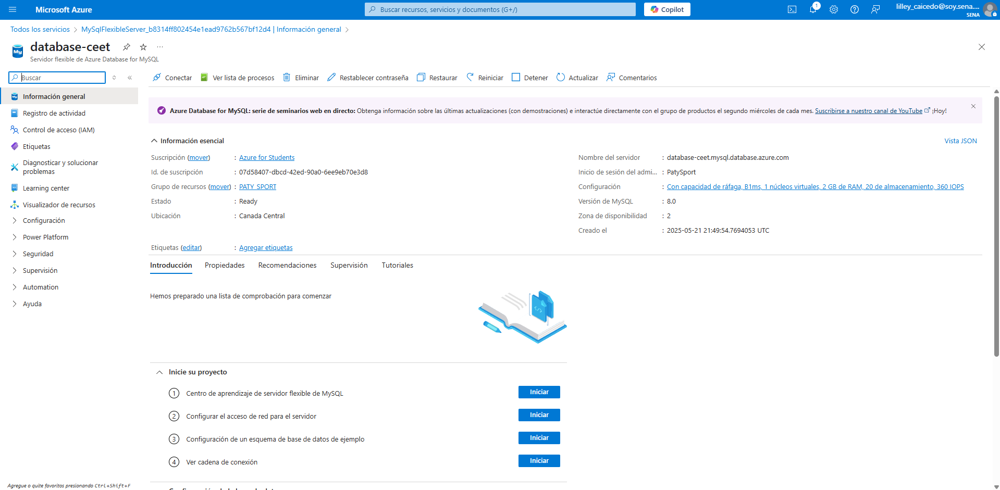 Microsoft Azure
Buscar recursos, servicios y documentos (G+/)
Copilot
1
lilley_caicedo@soy.sena....
SENA
Todos los servicios > MySqlFlexibleServer_b8314ff802454e1ead9762b567bf12d4 | Información general >
database-ceet ...
Servidor flexible de Azure Database for MySQL
Buscar
Conectar Ver lista de procesos Eliminar Restablecer contraseña Restaurar Reiniciar Detener Actualizar Comentarios
Información general
Registro de actividad
Control de acceso (IAM)
Etiquetas
Diagnosticar y solucionar
problemas
Learning center
Visualizador de recursos
Configuración
Power Platform
Seguridad
Supervisión
Automation
Ayuda
Agregue o quite favoritos presionando Ctrl+Shift+F
Azure Database for MySQL: serie de seminarios web en directo: Obtenga información sobre las últimas actualizaciones (con demostraciones) e interactúe directamente con el grupo de productos el segundo miércoles de cada mes. Suscribirse a nuestro canal de YouTube ¡Hoy!
Información esencial
Vista JSON
Suscripción (mover) : Azure for Students
Id. de suscripción : 07d58407-dbcd-42ed-90a0-6ee9eb70e3d8
Grupo de recursos (mover) : PATY_SPORT
Estado : Ready
Ubicación : Canada Central
Nombre del servidor : database-ceet.mysql.database.azure.com
Inicio de sesión del admi... : PatySport
Configuración : Con capacidad de ráfaga, B1ms, 1 núcleos virtuales, 2 GB de RAM, 20 de almacenamiento, 360 IOPS
Versión de MySQL : 8.0
Zona de disponibilidad : 2
Creado el : 2025-05-21 21:49:54.7694053 UTC
Etiquetas (editar) : Agregar etiquetas
Introducción Propiedades Recomendaciones Supervisión Tutoriales
Hemos preparado una lista de comprobación para comenzar
Inicie su proyecto
1 Centro de aprendizaje de servidor flexible de MySQL Iniciar
2 Configurar el acceso de red para el servidor Iniciar
3 Configuración de un esquema de base de datos de ejemplo Iniciar
4 Ver cadena de conexión Iniciar